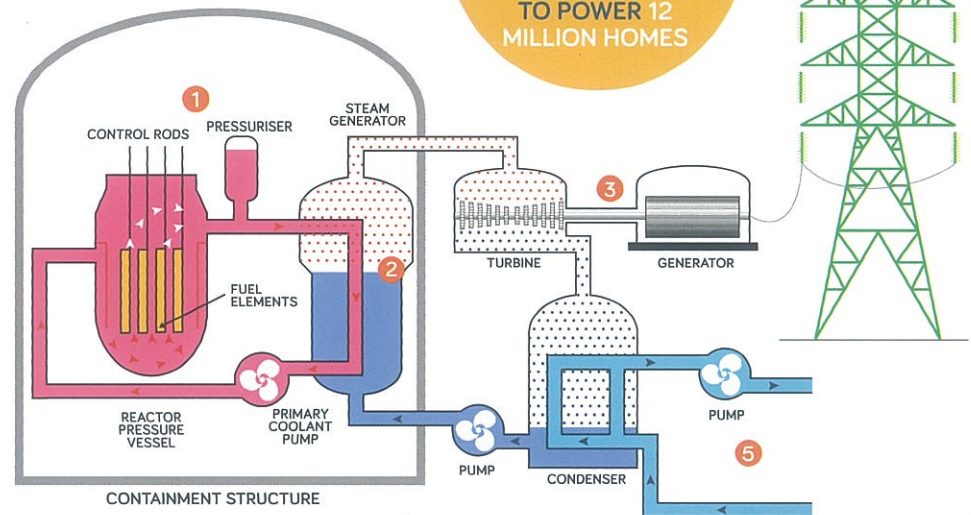 TO POWER 12
MILLION HOMES
1
CONTROL RODS
PRESSURISER
STEAM
GENERATOR
3
2
TURBINE
GENERATOR
FUEL
ELEMENTS
REACTOR
PRESSURE
VESSEL
PRIMARY
COOLANT
PUMP
PUMP
PUMP
CONDENSER
5
CONTAINMENT STRUCTURE